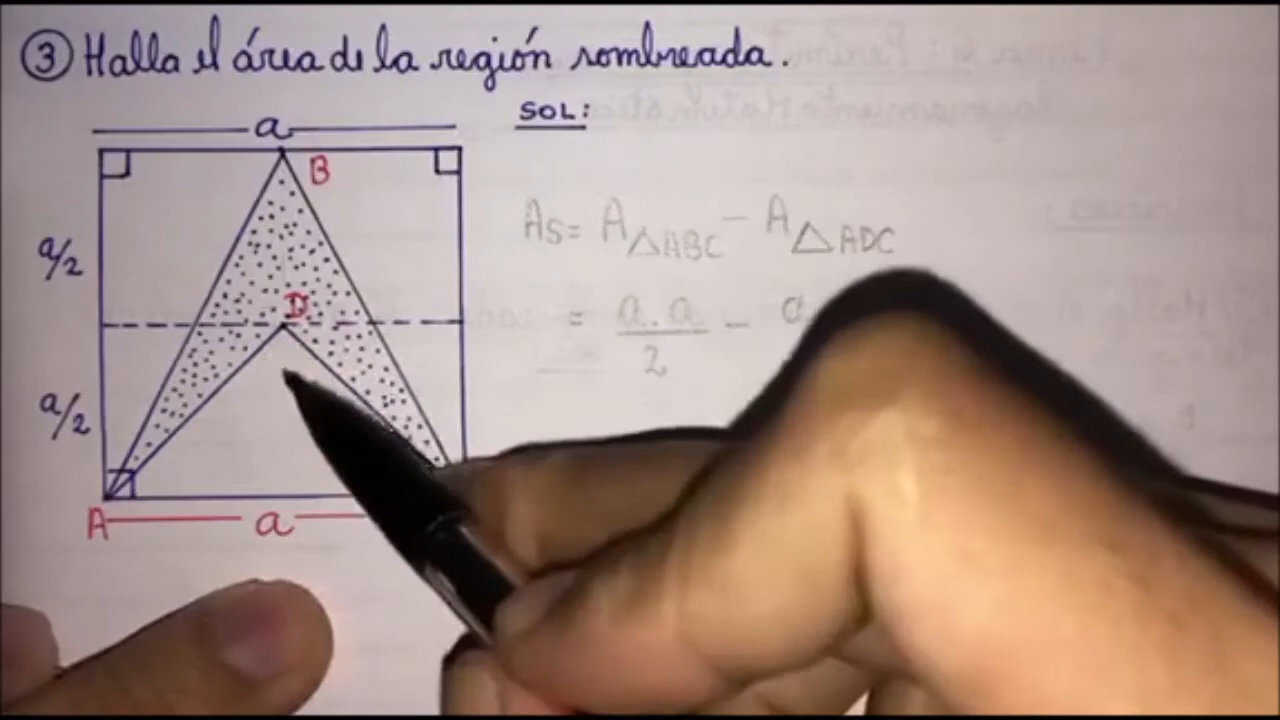 ③ Halla el área de la región sombreada.
SOL:
a
B
a/2
D
a/2
A
a
As = A△ABC - A△ADC
= a.a/2 - a